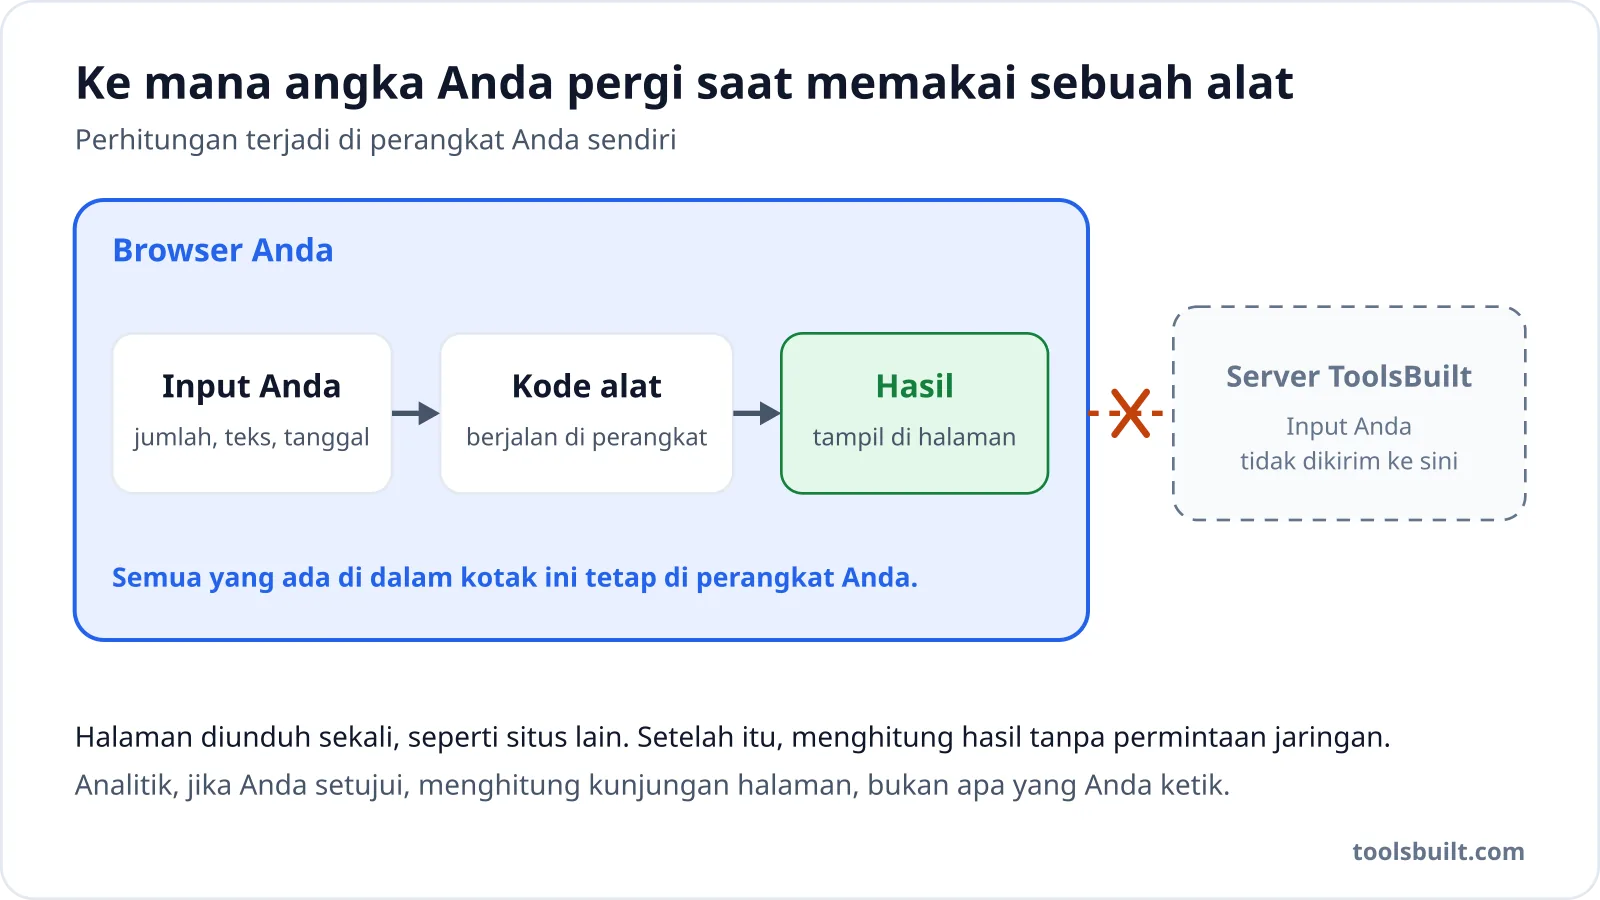 Ke mana angka Anda pergi saat memakai sebuah alat
Perhitungan terjadi di perangkat Anda sendiri
Browser Anda
Input Anda
jumlah, teks, tanggal
Kode alat
berjalan di perangkat
Hasil
tampil di halaman
Server ToolsBuilt
Input Anda
tidak dikirim ke sini
Semua yang ada di dalam kotak ini tetap di perangkat Anda.
Halaman diunduh sekali, seperti situs lain. Setelah itu, menghitung hasil tanpa permintaan jaringan.
Analitik, jika Anda setujui, menghitung kunjungan halaman, bukan apa yang Anda ketik.
toolsbuilt.com